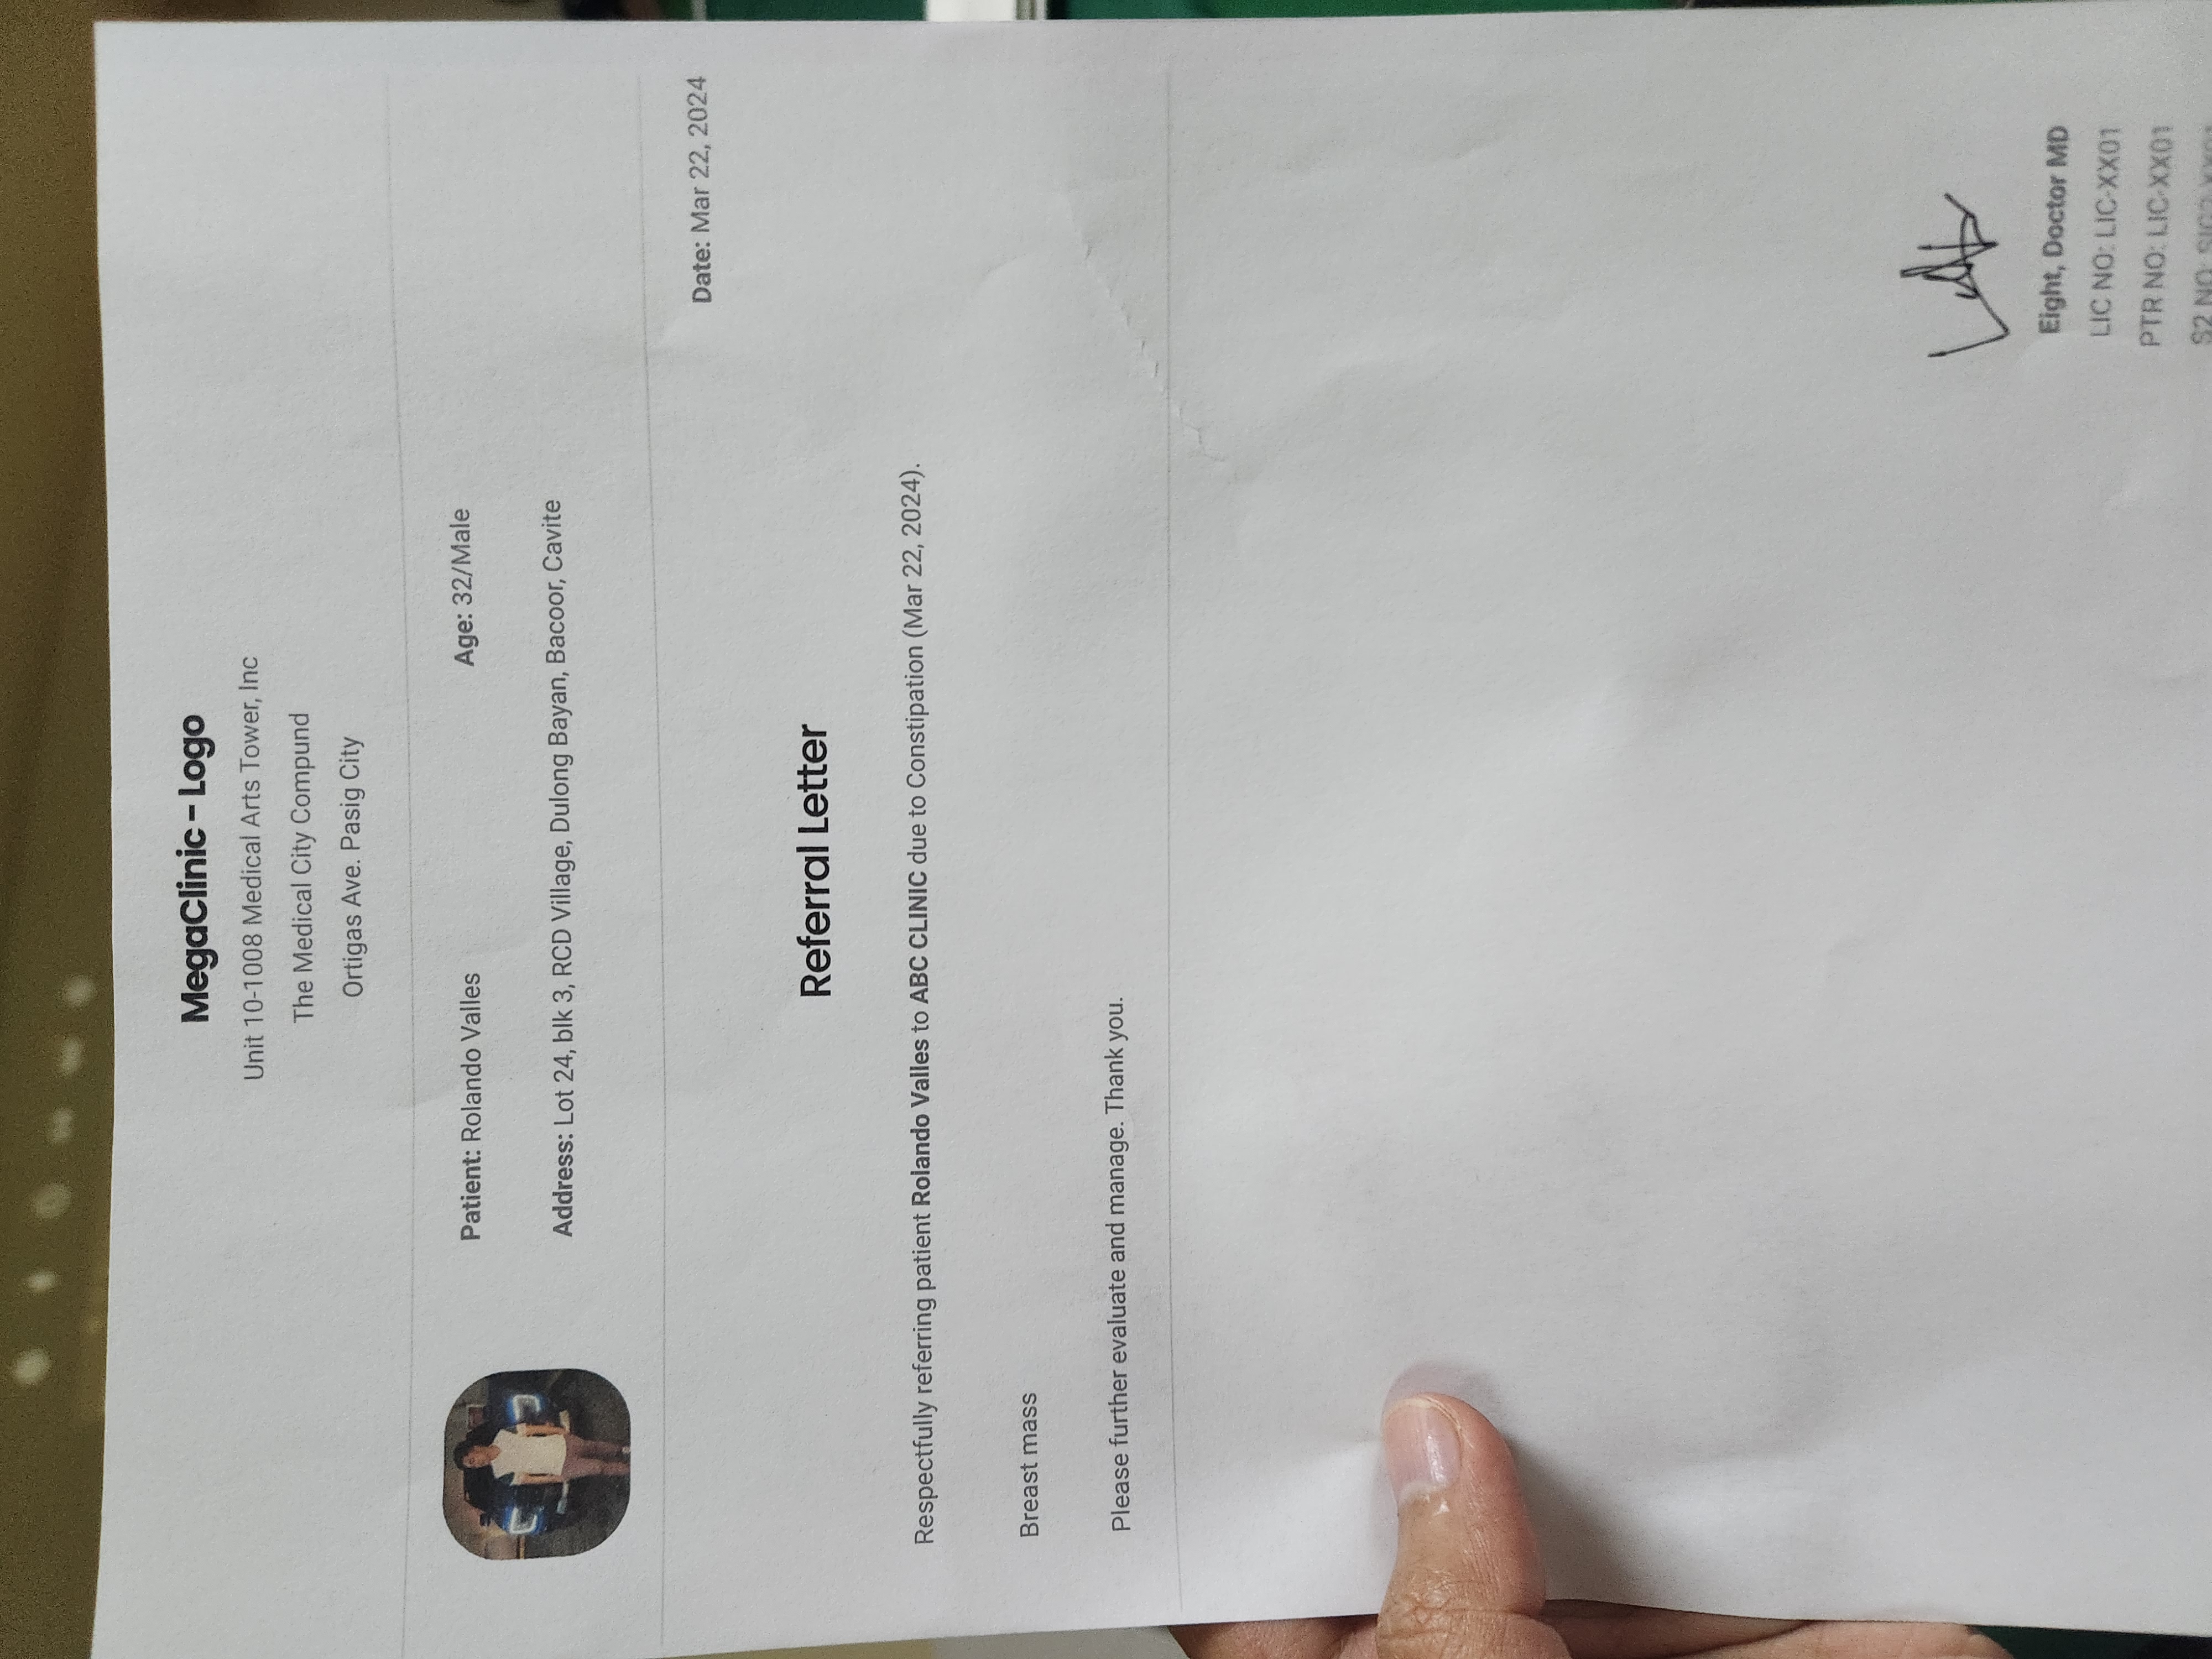 MegaClinic - Logo
Unit 10-1008 Medical Arts Tower, Inc
The Medical City Compund
Ortigas Ave. Pasig City
Patient: Rolando Valles
Age: 32/Male
Address: Lot 24, blk 3, RCD Village, Dulong Bayan, Bacoor, Cavite
Date: Mar 22, 2024
Referral Letter
Respectfully referring patient Rolando Valles to ABC CLINIC due to Constipation (Mar 22, 2024).
Breast mass
Please further evaluate and manage. Thank you.
Eight, Doctor MD
LIC NO: LIC-XX01
PTR NO: LIC-XX01
S2 NO: